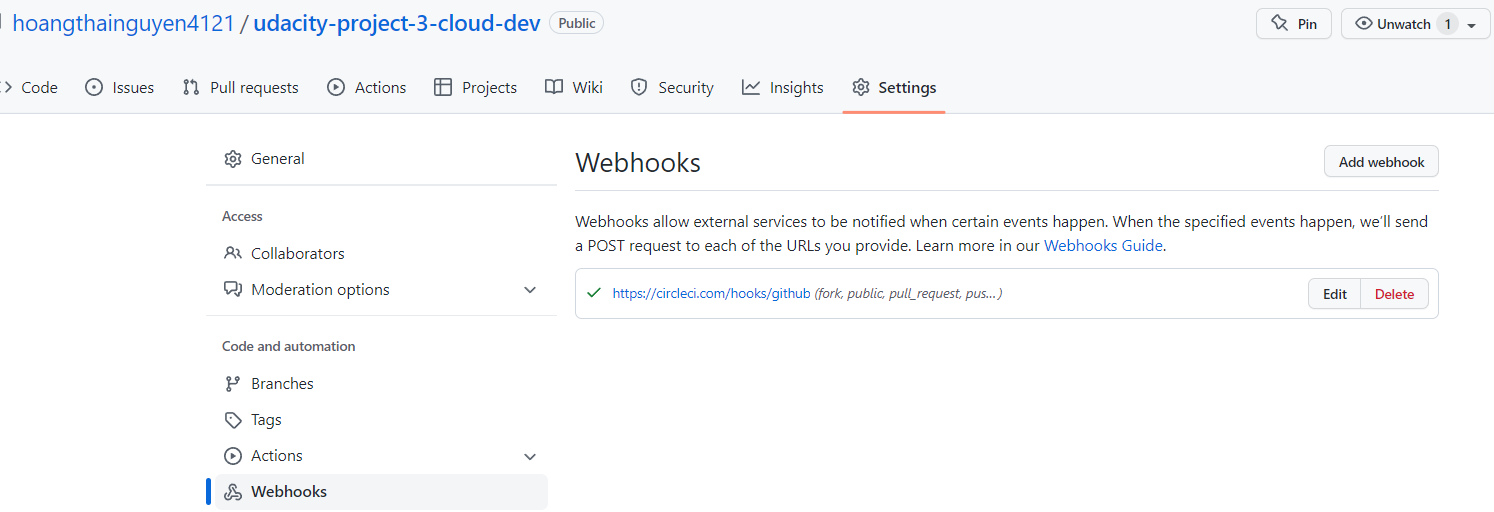 hoangthainguyen4121 / udacity-project-3-cloud-dev Public Pin Unwatch 1
Code Issues Pull requests Actions Projects Wiki Security Insights Settings
General
Access
Collaborators
Moderation options
Code and automation
Branches
Tags
Actions
Webhooks
Webhooks Add webhook
Webhooks allow external services to be notified when certain events happen. When the specified events happen, we'll send
a POST request to each of the URLs you provide. Learn more in our Webhooks Guide.
https://circleci.com/hooks/github (fork, public, pull_request, pus...) Edit Delete